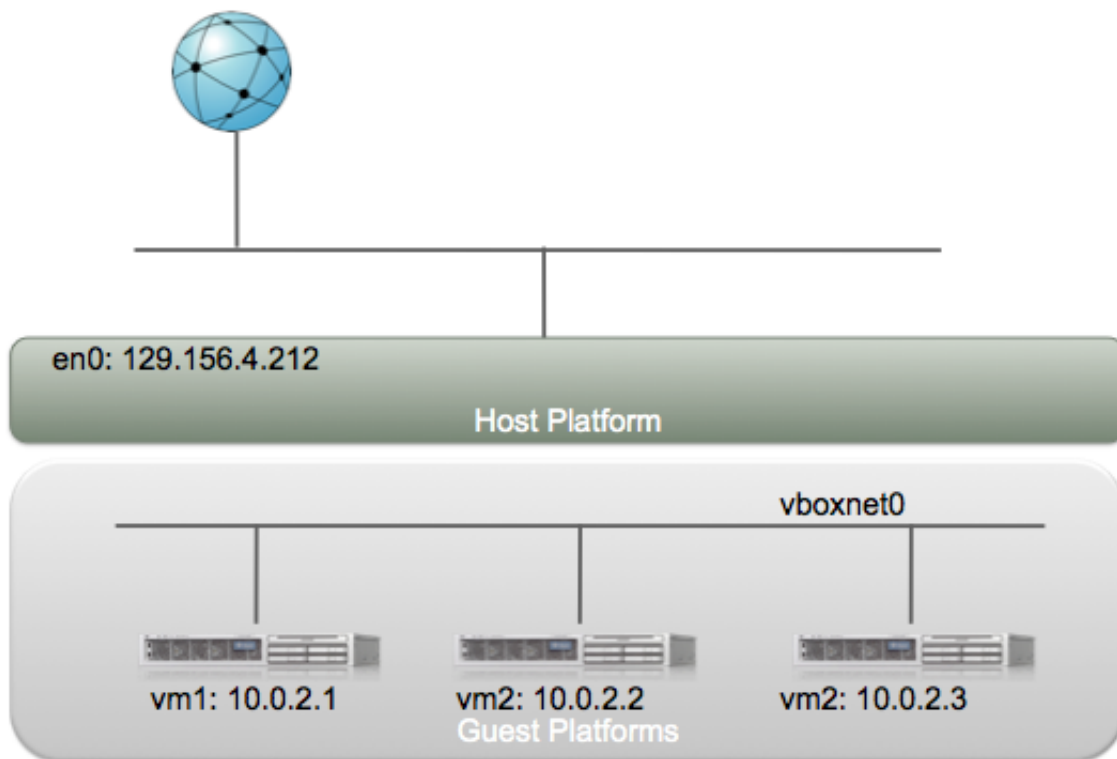 en0: 129.156.4.212
Host Platform
vboxnet0
vm1: 10.0.2.1
vm2: 10.0.2.2
vm2: 10.0.2.3
Guest Platforms